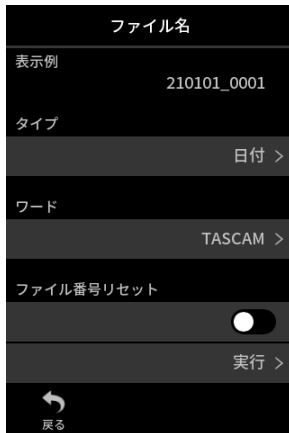 ファイル名
表示例
210101_0001
タイプ
日付 >
ワード
TASCAM >
ファイル番号リセット
実行 >
戻る